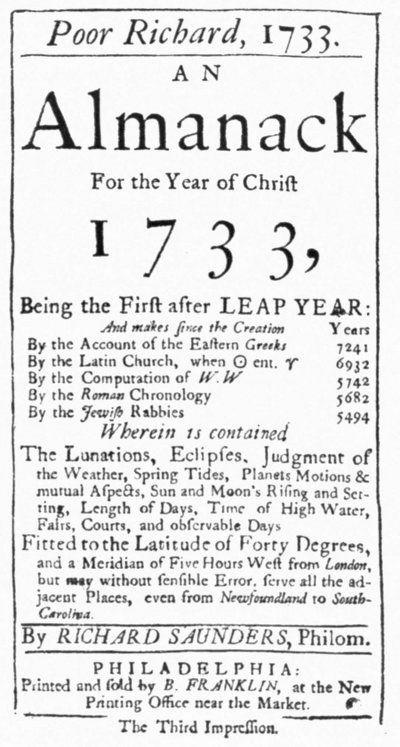 Poor Richard, 1733.
AN
Almanack
For the Year of Chriſt
1733,
Being the Firſt after LEAP YEAR:
And makes ſince the Creation Years
By the Account of the Eaſtern Greeks 7241
By the Latin Church, when ☉ ent. ♈ 6932
By the Computation of W.W 5742
By the Roman Chronology 5682
By the Jewiſh Rabbies 5494
Wherein is contained
The Lunations, Eclipſes, Judgment of
the Weather, Spring Tides, Planets Motions &
mutual Aſpects, Sun and Moon's Riſing and Set-
ting, Length of Days, Time of High Water,
Fairs, Courts, and obſervable Days
Fitted to the Latitude of Forty Degrees,
and a Meridian of Five Hours Weſt from London,
but may without ſenſible Error, ſerve all the ad-
jacent Places, even from Newfoundland to South-
Carolina.
By RICHARD SAUNDERS, Philom.
PHILADELPHIA:
Printed and ſold by B. FRANKLIN, at the New
Printing Office near the Market.
The Third Impreſſion.